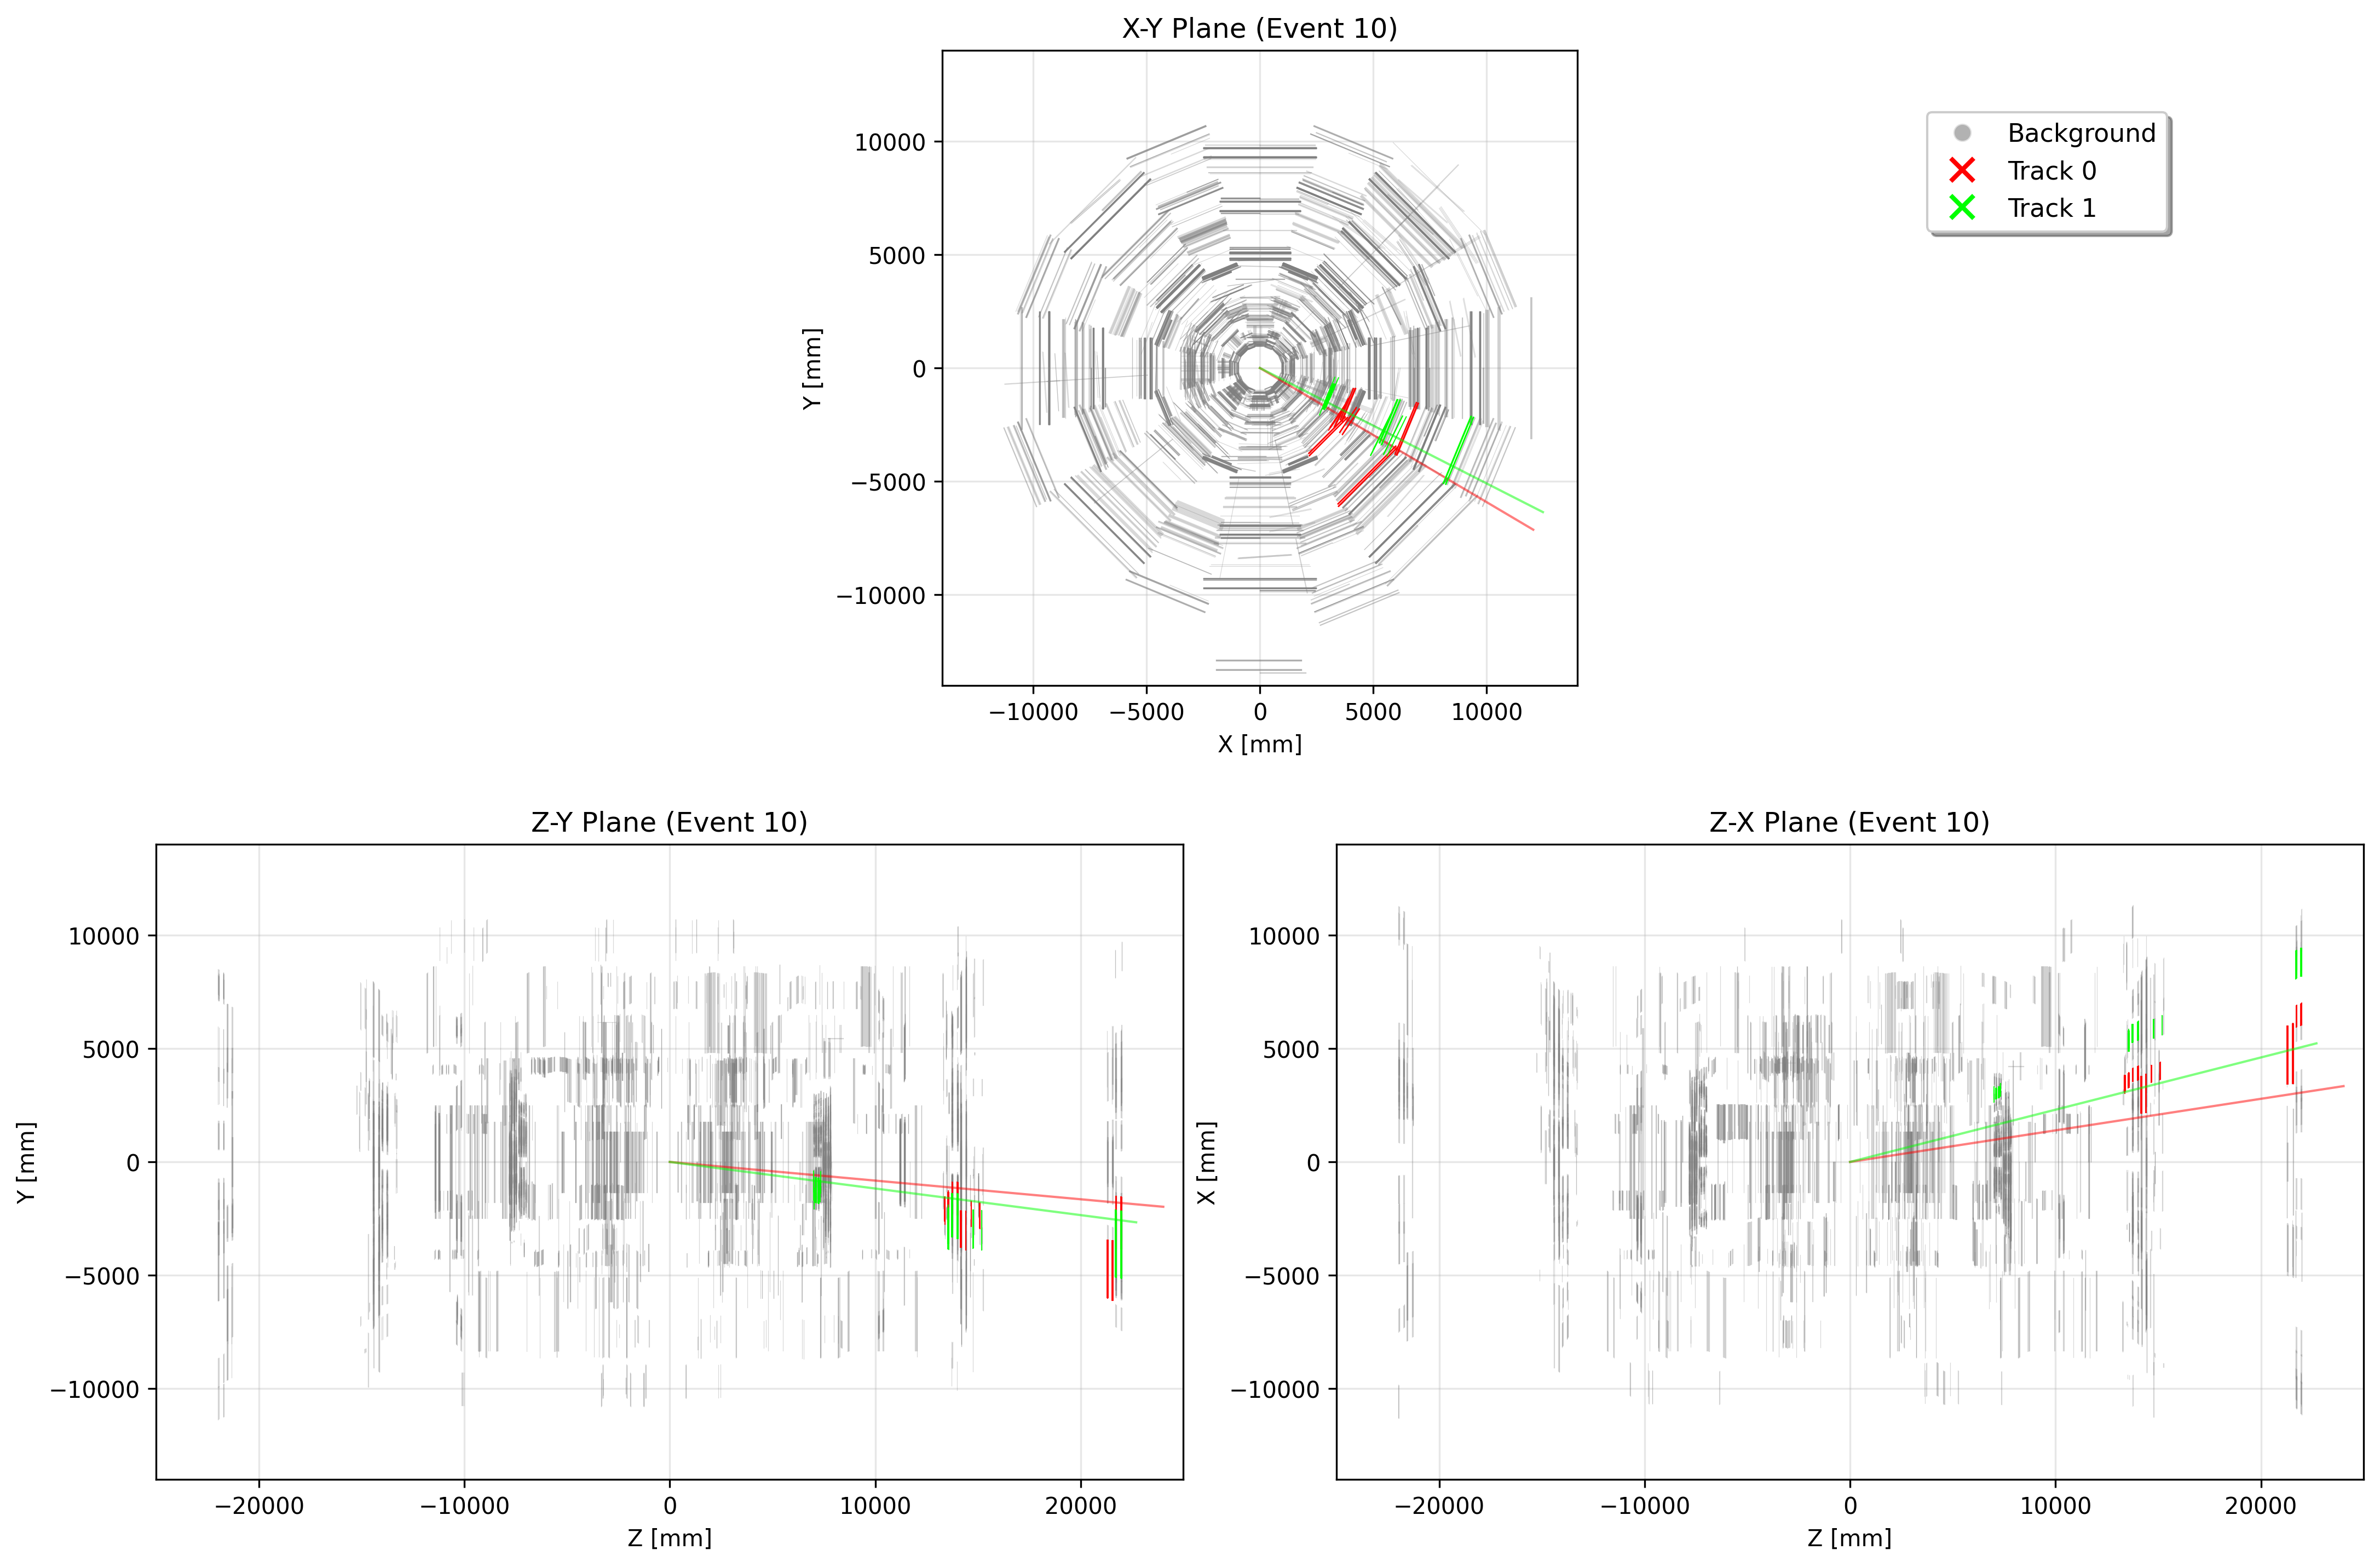 X-Y Plane (Event 10)
Background
Track 0
Track 1
10000
5000
0
−5000
−10000
Y [mm]
−10000 −5000 0 5000 10000
X [mm]
Z-Y Plane (Event 10)
10000
5000
0
−5000
−10000
Y [mm]
−20000 −10000 0 10000 20000
Z [mm]
Z-X Plane (Event 10)
10000
5000
0
−5000
−10000
X [mm]
−20000 −10000 0 10000 20000
Z [mm]